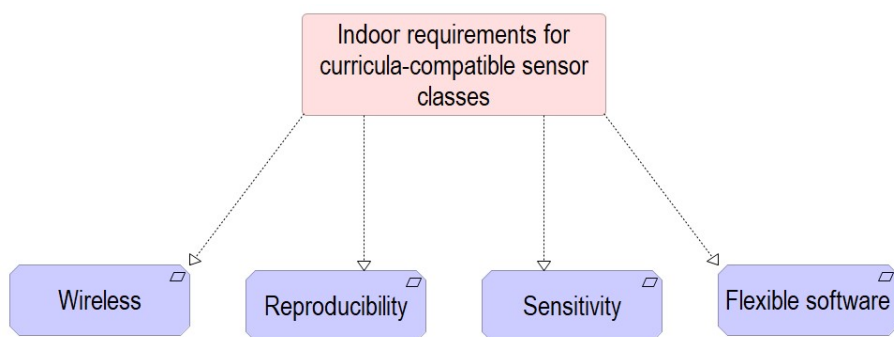 Indoor requirements for
curricula-compatible sensor
classes
Wireless
Reproducibility
Sensitivity
Flexible software